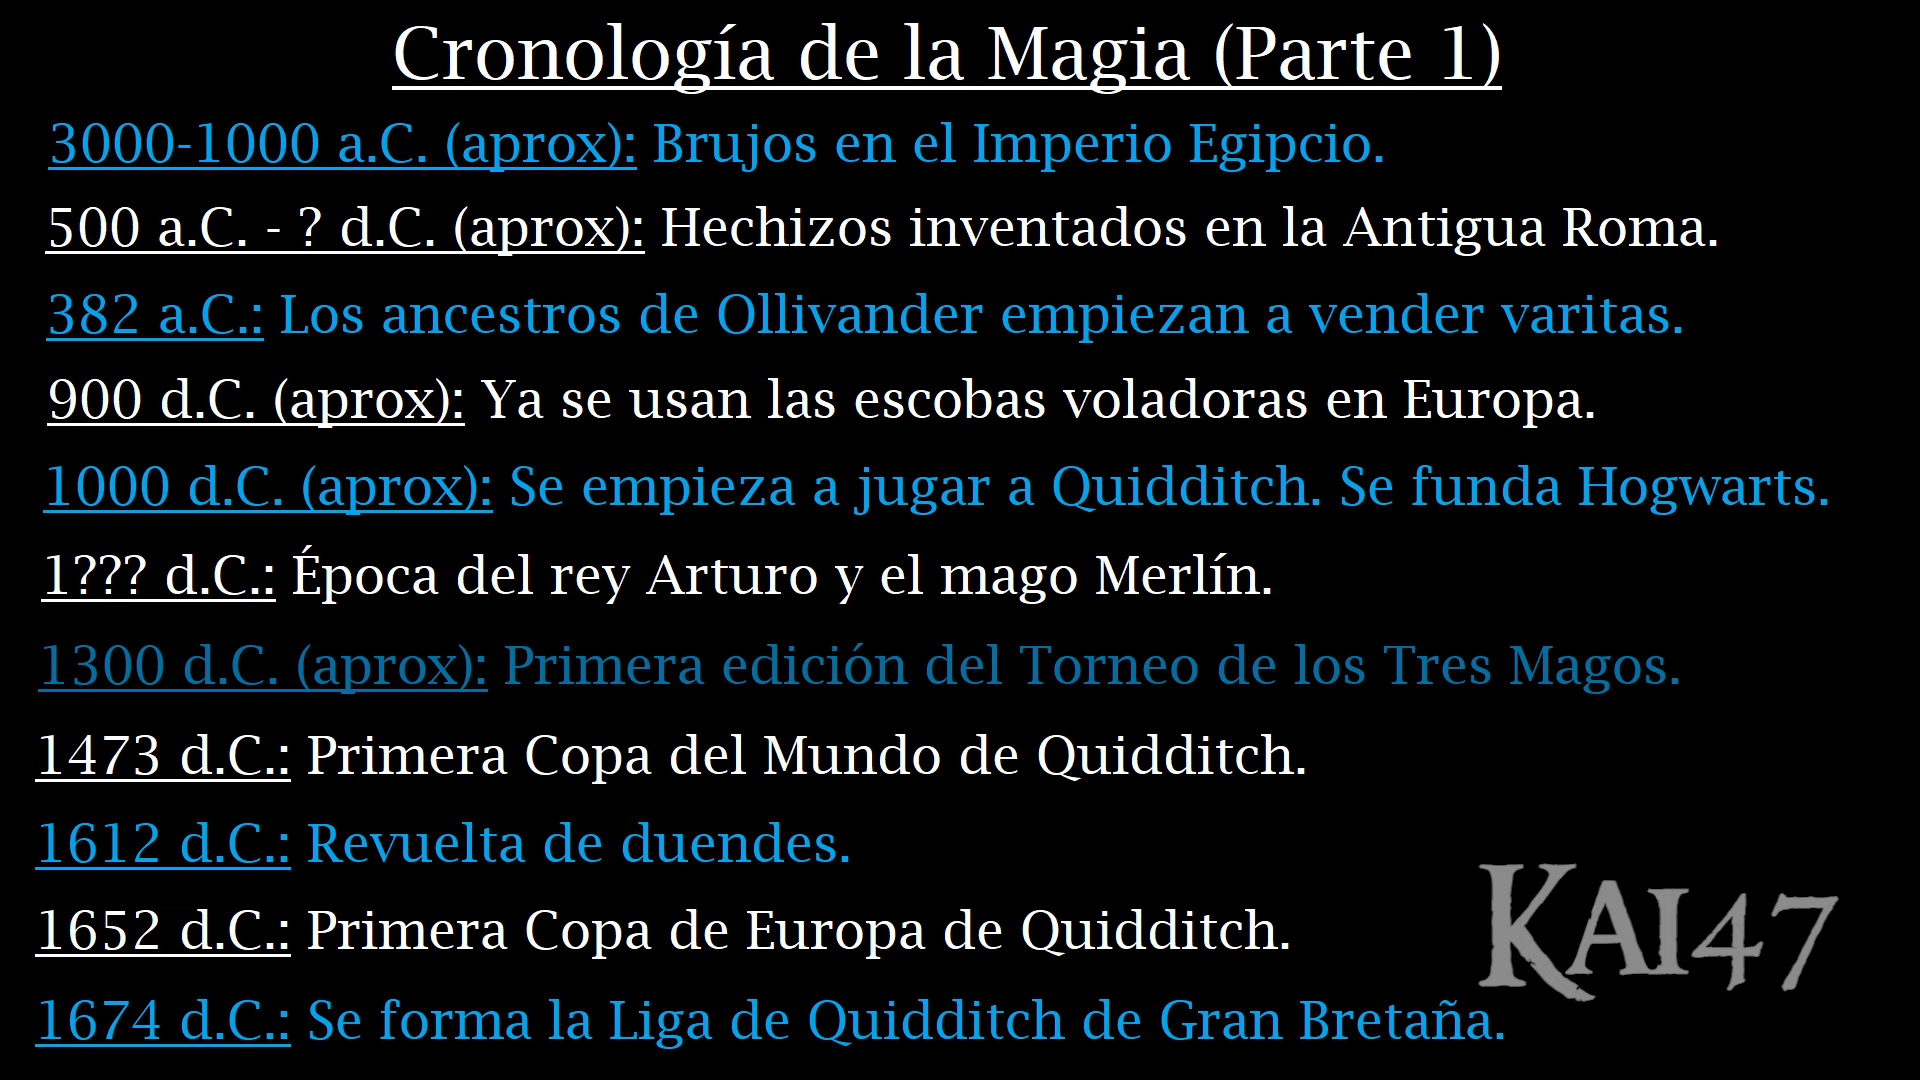 Cronología de la Magia (Parte 1)
3000-1000 a.C. (aprox): Brujos en el Imperio Egipcio.
500 a.C. - ? d.C. (aprox): Hechizos inventados en la Antigua Roma.
382 a.C.: Los ancestros de Ollivander empiezan a vender varitas.
900 d.C. (aprox): Ya se usan las escobas voladoras en Europa.
1000 d.C. (aprox): Se empieza a jugar a Quidditch. Se funda Hogwarts.
1??? d.C.: Época del rey Arturo y el mago Merlín.
1300 d.C. (aprox): Primera edición del Torneo de los Tres Magos.
1473 d.C.: Primera Copa del Mundo de Quidditch.
1612 d.C.: Revuelta de duendes.
1652 d.C.: Primera Copa de Europa de Quidditch.
KAI47
1674 d.C.: Se forma la Liga de Quidditch de Gran Bretaña.